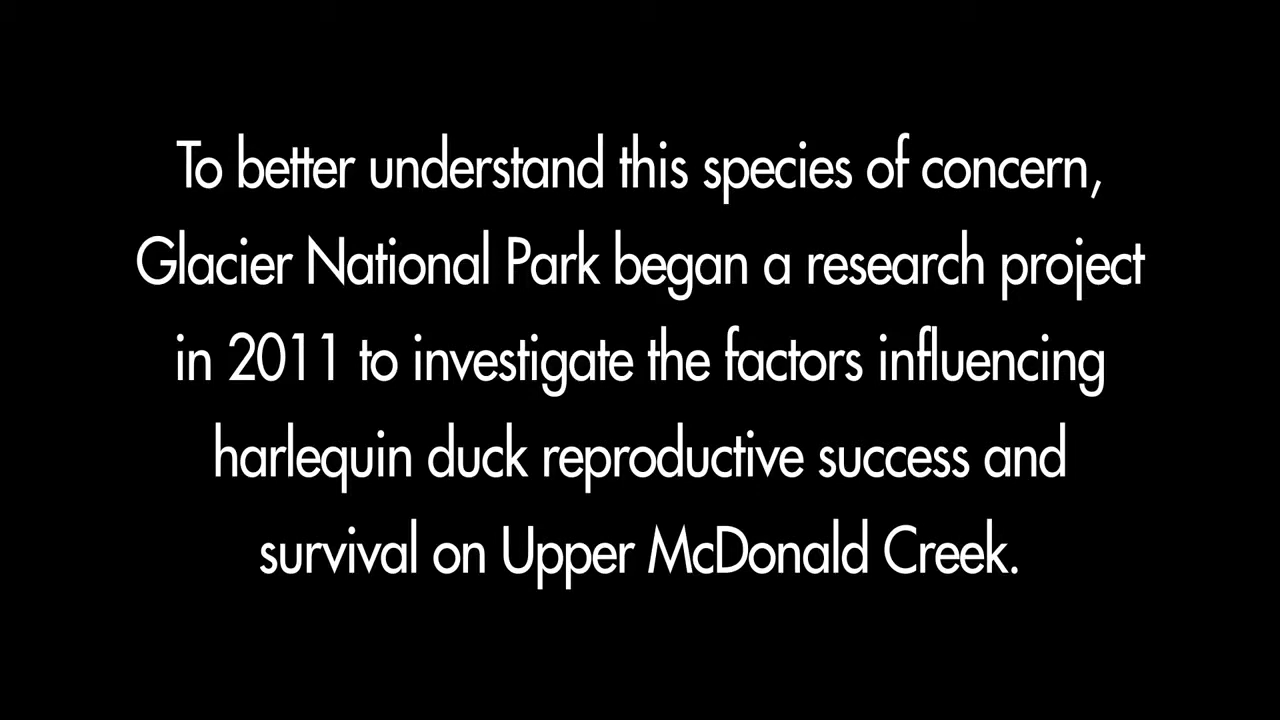 To better understand this species of concern,
Glacier National Park began a research project
in 2011 to investigate the factors influencing
harlequin duck reproductive success and
survival on Upper McDonald Creek.